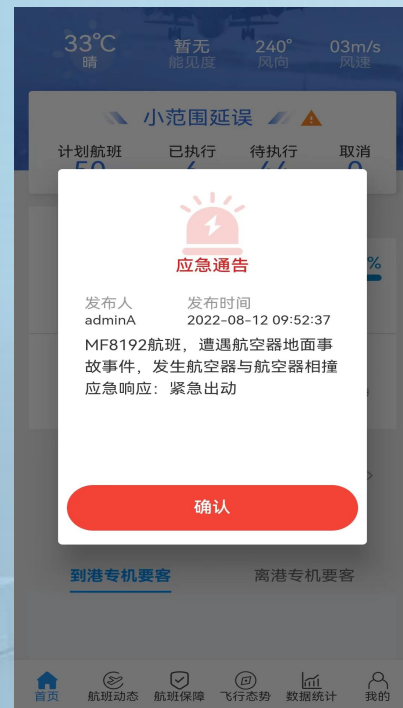 33°C
暂无
240°
03m/s
晴
能见度
风向
风速
小范围延误
计划航班
已执行
待执行
取消
%
应急通告
发布人
发布时间
adminA
2022-08-12 09:52:37
MF8192航班，遭遇航空器地面事
故事件，发生航空器与航空器相撞
应急响应：紧急出动
确认
到港专机要客
离港专机要客
首页
航班动态
航班保障
飞行态势
数据统计
我的